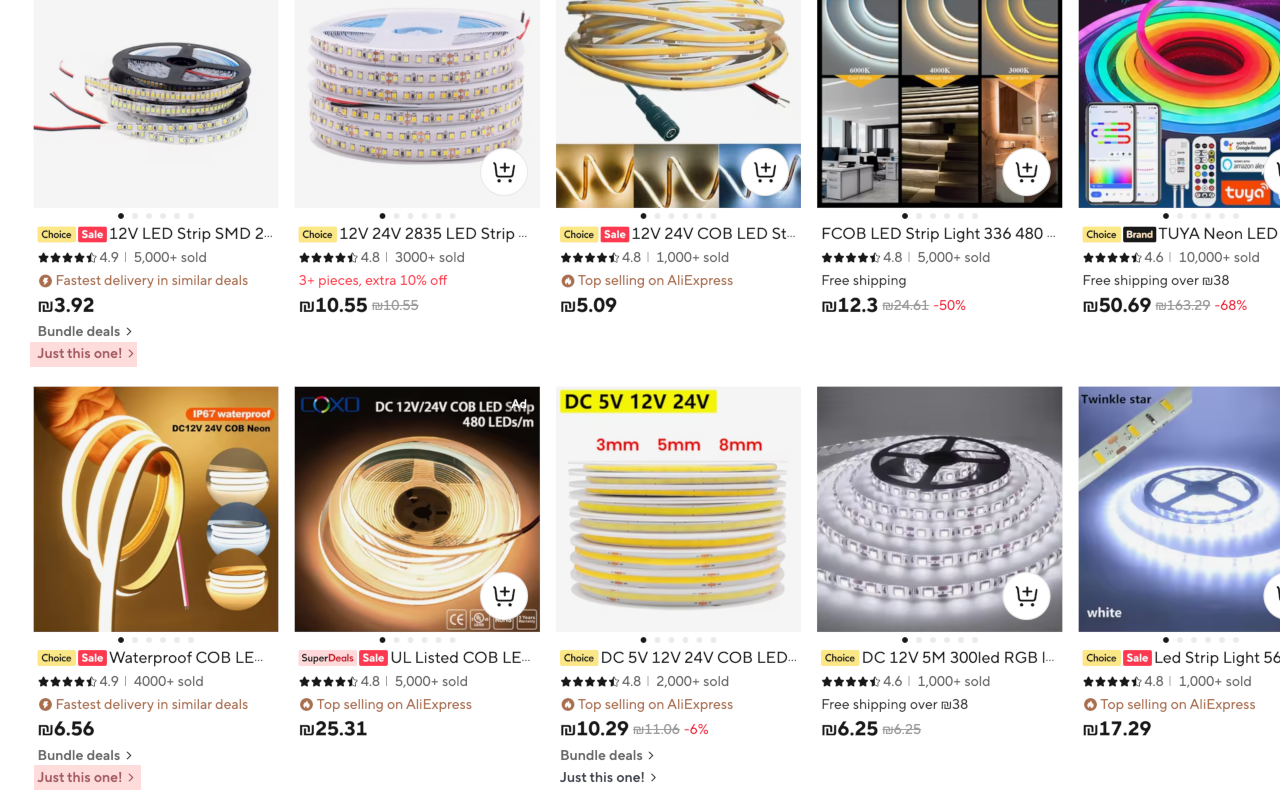 6000K
4000K
3000K
works with
Google Assistant
amazon alex
tuya
Choice Sale 12V LED Strip SMD 2...
4.9 | 5,000+ sold
Fastest delivery in similar deals
₪3.92
Bundle deals >
Just this one! >
Choice 12V 24V 2835 LED Strip ...
4.8 | 3000+ sold
3+ pieces, extra 10% off
₪10.55 ₪10.55
Choice Sale 12V 24V COB LED St...
4.8 | 1,000+ sold
Top selling on AliExpress
₪5.09
FCOB LED Strip Light 336 480 ...
4.8 | 5,000+ sold
Free shipping
₪12.3 ₪24.61 -50%
Choice Brand TUYA Neon LED
4.6 | 10,000+ sold
Free shipping over ₪38
₪50.69 ₪163.29 -68%
IP67 waterproof
DC12V 24V COB Neon
Choice Sale Waterproof COB LE...
4.9 | 4000+ sold
Fastest delivery in similar deals
₪6.56
Bundle deals >
Just this one! >
COXO
Ad
DC 12V/24V COB LED Strip
480 LEDs/m
SuperDeals Sale UL Listed COB LE...
4.8 | 5,000+ sold
Top selling on AliExpress
₪25.31
DC 5V 12V 24V
3mm 5mm 8mm
Choice DC 5V 12V 24V COB LED...
4.8 | 2,000+ sold
Top selling on AliExpress
₪10.29 ₪11.06 -6%
Bundle deals >
Just this one! >
Choice DC 12V 5M 300led RGB l...
4.6 | 1,000+ sold
Free shipping over ₪38
₪6.25 ₪6.25
Twinkle star
white
Choice Sale Led Strip Light 56
4.8 | 1,000+ sold
Top selling on AliExpress
₪17.29